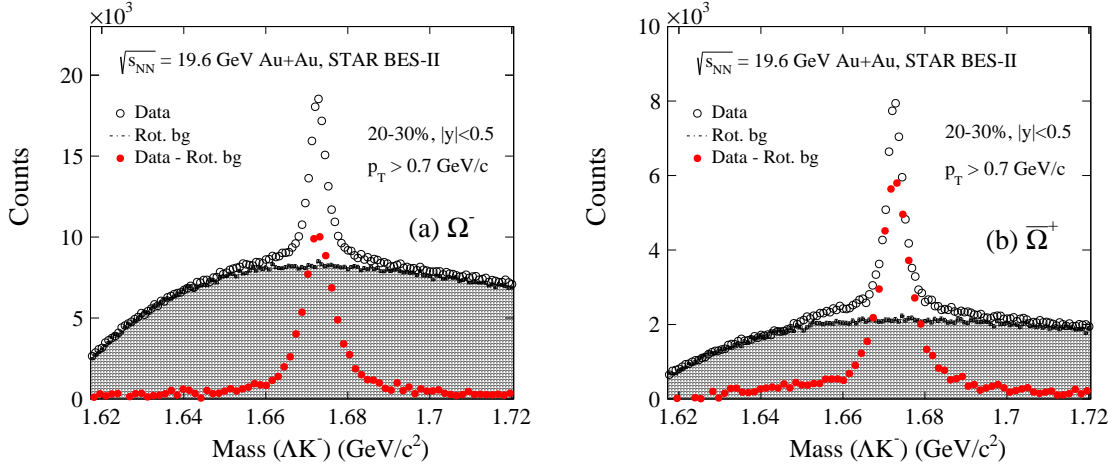 ×10³
20
15
10
5
0
Counts
√s_NN = 19.6 GeV Au+Au, STAR BES-II
Data
Rot. bg
Data - Rot. bg
20-30%, |y|<0.5
p_T > 0.7 GeV/c
(a) Ω⁻
1.62 1.64 1.66 1.68 1.7 1.72
Mass (ΛK⁻) (GeV/c²)
×10³
10
8
6
4
2
0
Counts
√s_NN = 19.6 GeV Au+Au, STAR BES-II
Data
Rot. bg
Data - Rot. bg
20-30%, |y|<0.5
p_T > 0.7 GeV/c
(b) Ω̅⁺
1.62 1.64 1.66 1.68 1.7 1.72
Mass (ΛK⁻) (GeV/c²)